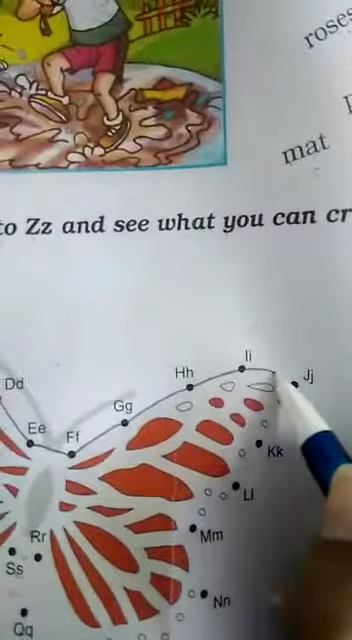 roses
mat
to Zz and see what you can cr
Ii
Hh
Jj
Dd
Gg
Ee
Ff
Kk
Ll
Mm
Rr
Ss
Nn
Qq